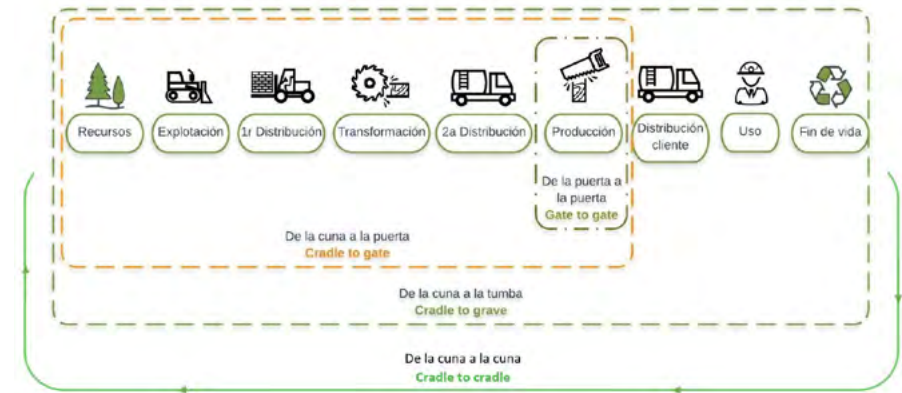 Recursos
Explotación
1r Distribución
Transformación
2a Distribución
Producción
Distribución
cliente
Uso
Fin de vida
De la puerta a
la puerta
Gate to gate
De la cuna a la puerta
Cradle to gate
De la cuna a la tumba
Cradle to grave
De la cuna a la cuna
Cradle to cradle